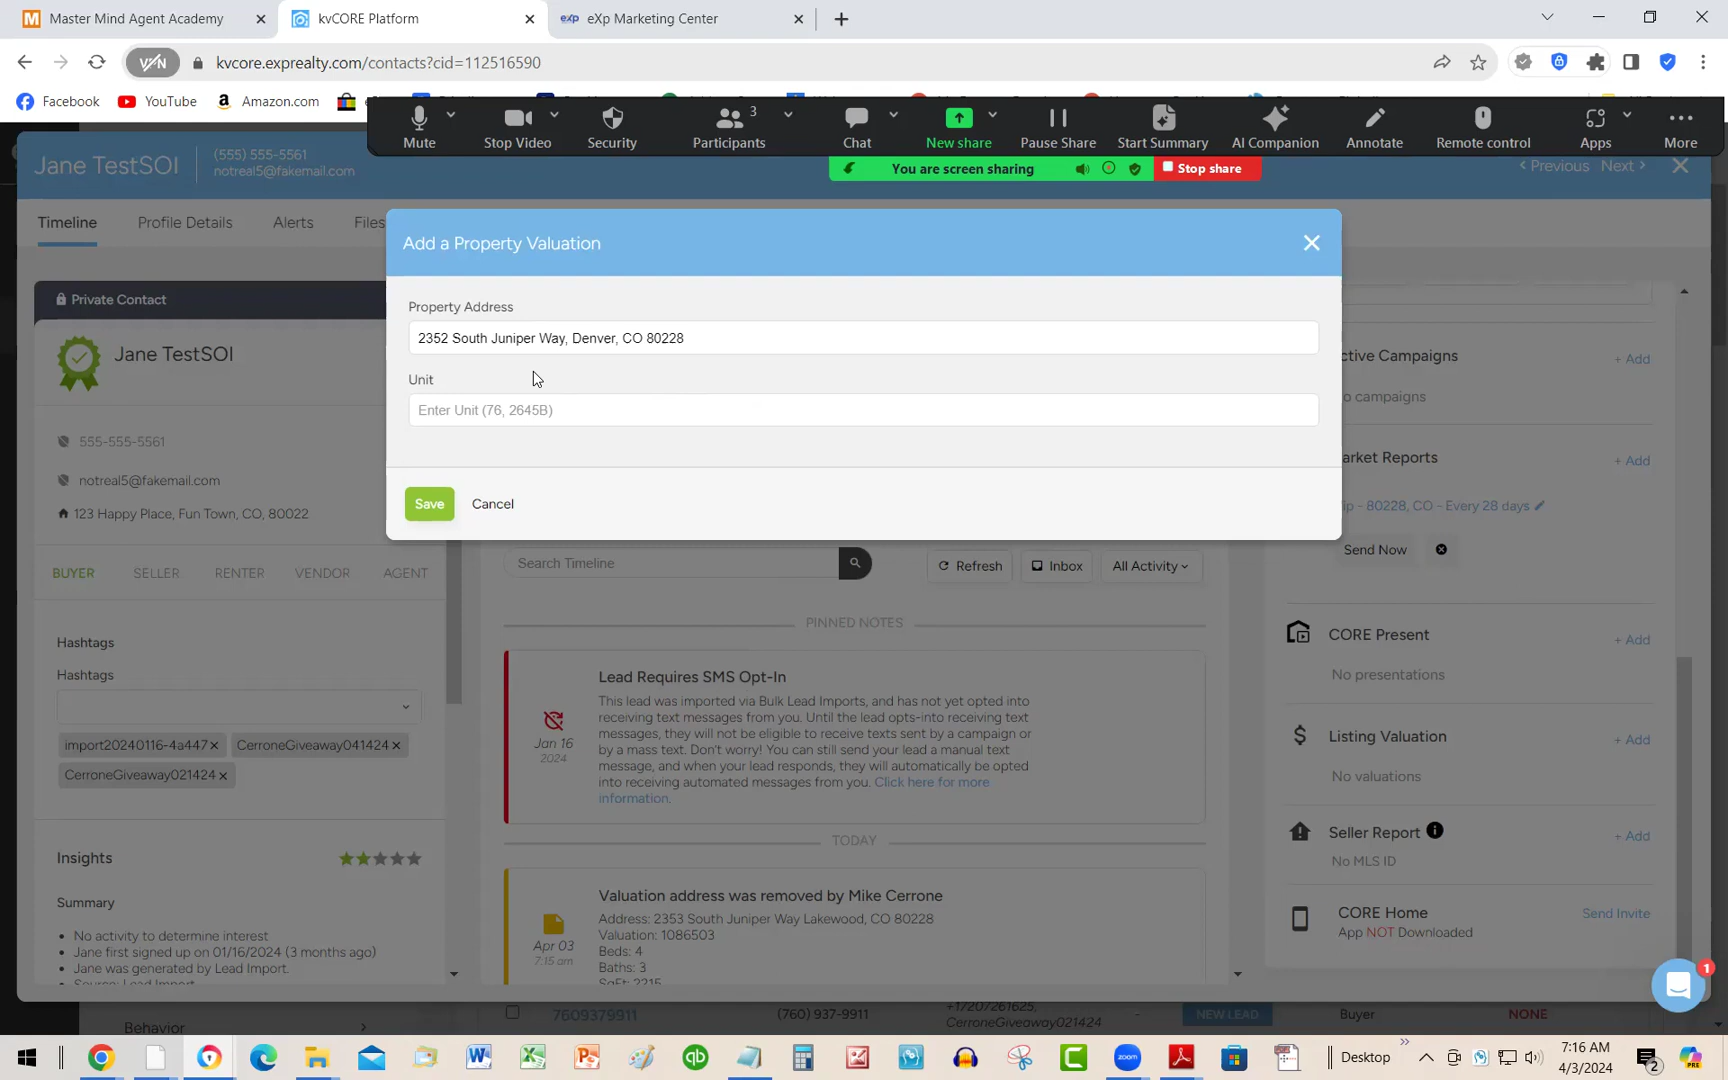 Master Mind Agent Academy
kvCORE Platform
eXp Marketing Center
kvcore.exprealty.com/contacts?cid=112516590
Facebook YouTube Amazon.com
Mute Stop Video Security Participants 3 Chat New share Pause Share Start Summary AI Companion Annotate Remote control Apps More
You are screen sharing Stop share
Jane TestSOI
(555) 555-5561
notreal5@fakemail.com
Previous Next
Timeline Profile Details Alerts Files
Add a Property Valuation
Property Address
2352 South Juniper Way, Denver, CO 80228
Unit
Enter Unit (76, 2645B)
Save Cancel
Private Contact
Jane TestSOI
555-555-5561
notreal5@fakemail.com
123 Happy Place, Fun Town, CO, 80022
BUYER SELLER RENTER VENDOR AGENT
Hashtags
Hashtags
import20240116-4a447 CerroneGiveaway041424
CerroneGiveaway021424
Insights
Summary
No activity to determine interest
Jane first signed up on 01/16/2024 (3 months ago)
Jane was generated by Lead Import.
Source: Lead Import
Search Timeline
Refresh Inbox All Activity
PINNED NOTES
Jan 16
2024
Lead Requires SMS Opt-In
This lead was imported via Bulk Lead Imports, and has not yet opted into
receiving text messages from you. Until the lead opts-into receiving text
messages, they will not be eligible to receive texts sent by a campaign or
by a mass text. Don't worry! You can still send your lead a manual text
message, and when your lead responds, they will automatically be opted
into receiving automated messages from you. Click here for more
information.
TODAY
Apr 03
7:15 am
Valuation address was removed by Mike Cerrone
Address: 2353 South Juniper Way Lakewood, CO 80228
Valuation: 1086503
Beds: 4
Baths: 3
SqFt: 2215
ctive Campaigns + Add
o campaigns
arket Reports + Add
ip - 80228, CO - Every 28 days
Send Now
CORE Present + Add
No presentations
Listing Valuation + Add
No valuations
Seller Report + Add
No MLS ID
CORE Home Send Invite
App NOT Downloaded
1
Behavior
7609379911 (760) 937-9911 +17207261625, CerroneGiveaway021424 - NEW LEAD Buyer NONE
Desktop
7:16 AM
4/3/2024
2